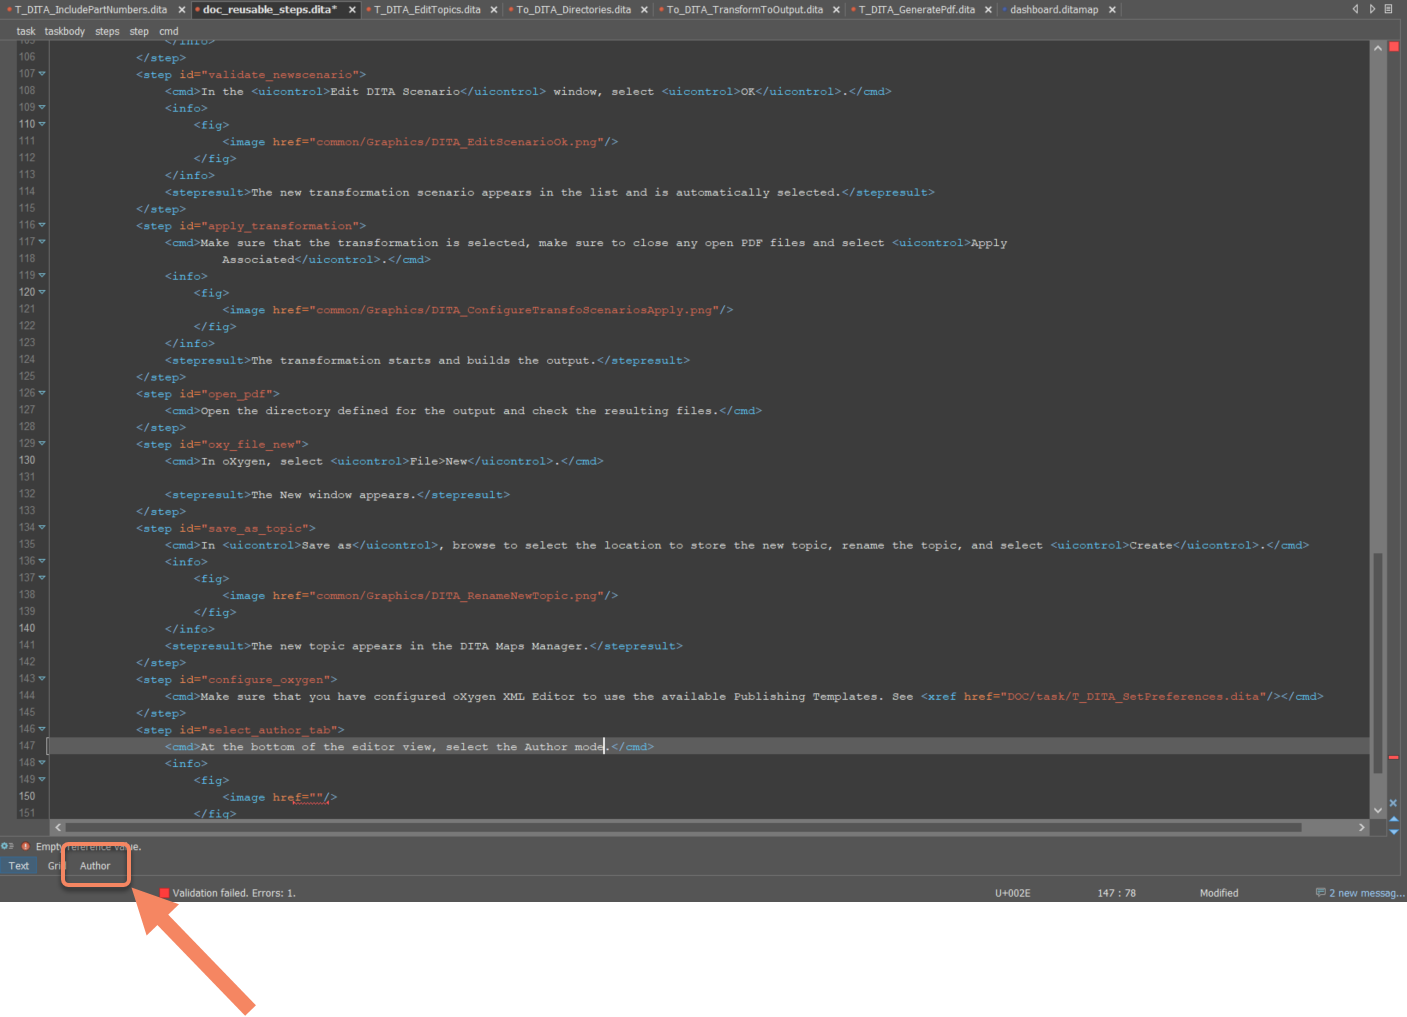 T_DITA_IncludePartNumbers.dita × doc_reusable_steps.dita* × T_DITA_EditTopics.dita × To_DITA_Directories.dita × To_DITA_TransformToOutput.dita × T_DITA_GeneratePdf.dita × dashboard.ditamap ×
task taskbody steps step cmd
105 </info>
106 </step>
107 <step id="validate_newscenario">
108 <cmd>In the <uicontrol>Edit DITA Scenario</uicontrol> window, select <uicontrol>OK</uicontrol>.</cmd>
109 <info>
110 <fig>
111 <image href="common/Graphics/DITA_EditScenarioOk.png"/>
112 </fig>
113 </info>
114 <stepresult>The new transformation scenario appears in the list and is automatically selected.</stepresult>
115 </step>
116 <step id="apply_transformation">
117 <cmd>Make sure that the transformation is selected, make sure to close any open PDF files and select <uicontrol>Apply
118 Associated</uicontrol>.</cmd>
119 <info>
120 <fig>
121 <image href="common/Graphics/DITA_ConfigureTransfoScenariosApply.png"/>
122 </fig>
123 </info>
124 <stepresult>The transformation starts and builds the output.</stepresult>
125 </step>
126 <step id="open_pdf">
127 <cmd>Open the directory defined for the output and check the resulting files.</cmd>
128 </step>
129 <step id="oxy_file_new">
130 <cmd>In oXygen, select <uicontrol>File>New</uicontrol>.</cmd>
131
132 <stepresult>The New window appears.</stepresult>
133 </step>
134 <step id="save_as_topic">
135 <cmd>In <uicontrol>Save as</uicontrol>, browse to select the location to store the new topic, rename the topic, and select <uicontrol>Create</uicontrol>.</cmd>
136 <info>
137 <fig>
138 <image href="common/Graphics/DITA_RenameNewTopic.png"/>
139 </fig>
140 </info>
141 <stepresult>The new topic appears in the DITA Maps Manager.</stepresult>
142 </step>
143 <step id="configure_oxygen">
144 <cmd>Make sure that you have configured oXygen XML Editor to use the available Publishing Templates. See <xref href="DOC/task/T_DITA_SetPreferences.dita"/></cmd>
145 </step>
146 <step id="select_author_tab">
147 <cmd>At the bottom of the editor view, select the Author mode.</cmd>
148 <info>
149 <fig>
150 <image href=""/>
151 </fig>
Empty reference value.
Text Grid Author
Validation failed. Errors: 1. U+002E 147 : 78 Modified 2 new messag...